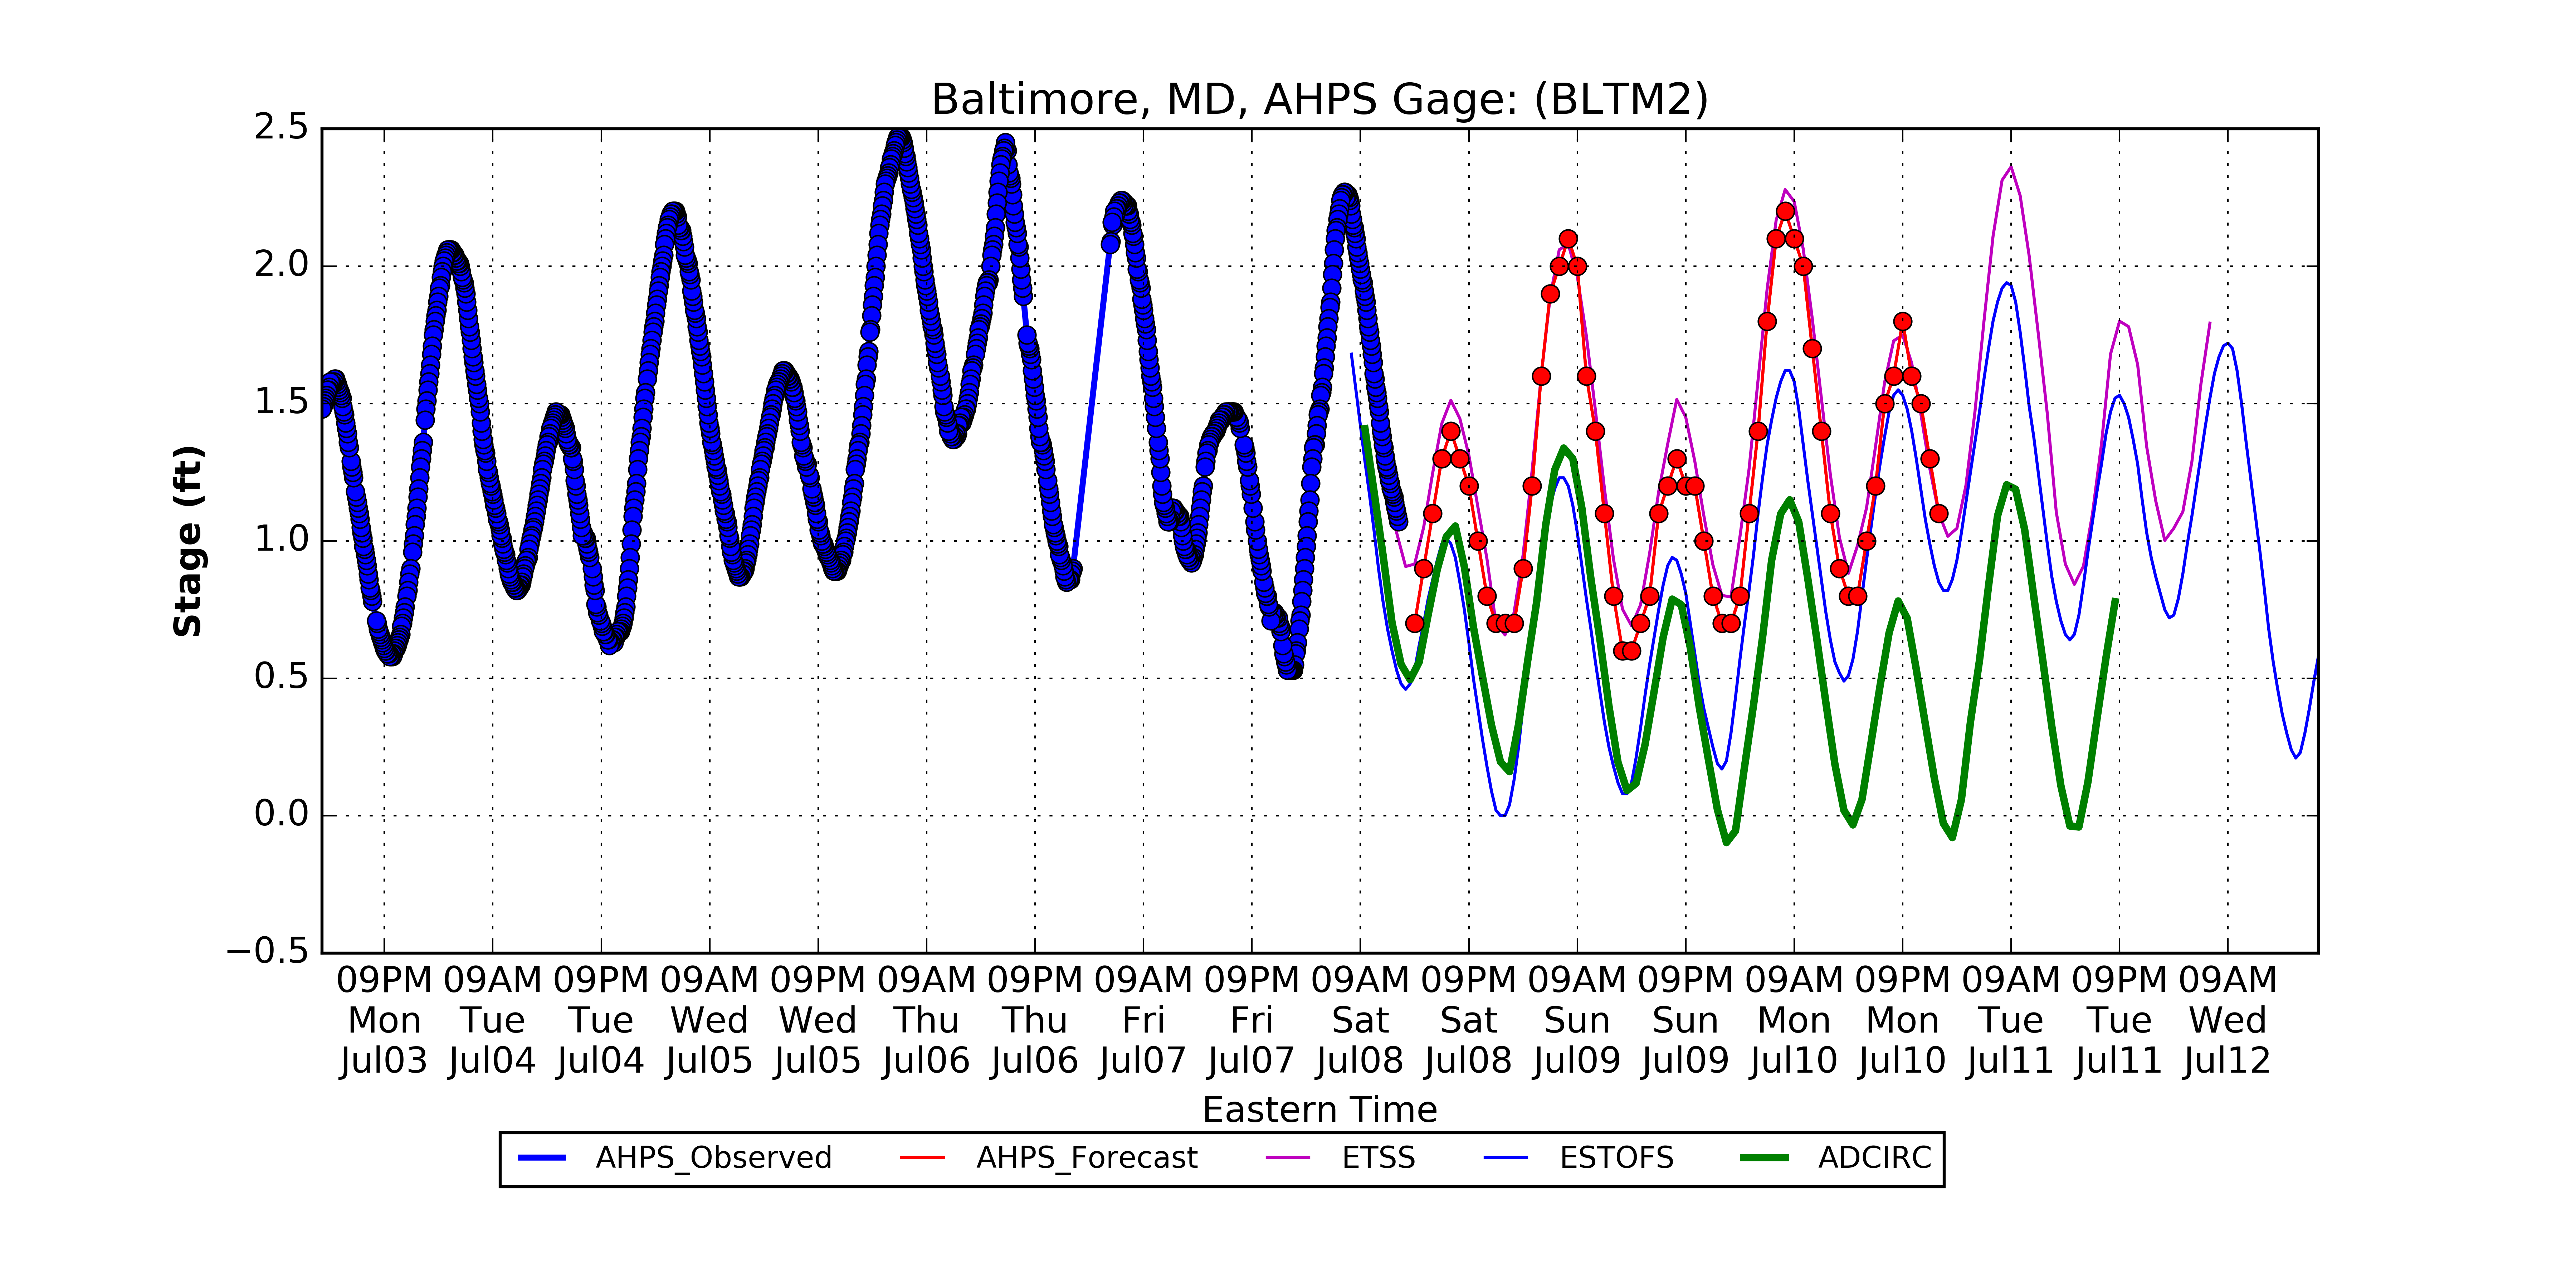 Baltimore, MD, AHPS Gage: (BLTM2)
2.5
2.0
1.5
1.0
0.5
0.0
−0.5
Stage (ft)
09PM 09AM 09PM 09AM 09PM 09AM 09PM 09AM 09PM 09AM 09PM 09AM 09PM 09AM 09PM 09AM 09PM 09AM
Mon Tue Tue Wed Wed Thu Thu Fri Fri Sat Sat Sun Sun Mon Mon Tue Tue Wed
Jul03 Jul04 Jul04 Jul05 Jul05 Jul06 Jul06 Jul07 Jul07 Jul08 Jul08 Jul09 Jul09 Jul10 Jul10 Jul11 Jul11 Jul12
Eastern Time
AHPS_Observed AHPS_Forecast ETSS ESTOFS ADCIRC